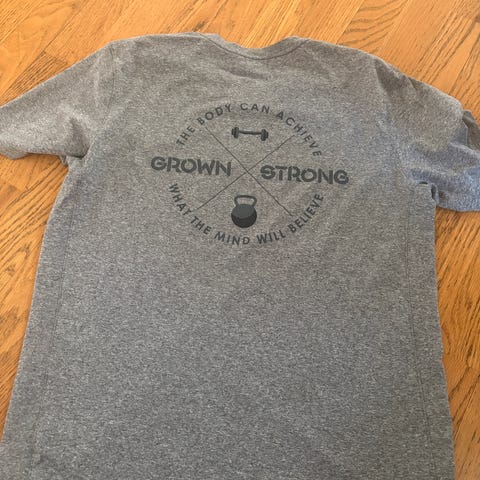 THE BODY CAN ACHIEVE
GROWN STRONG
WHAT THE MIND WILL BELIEVE